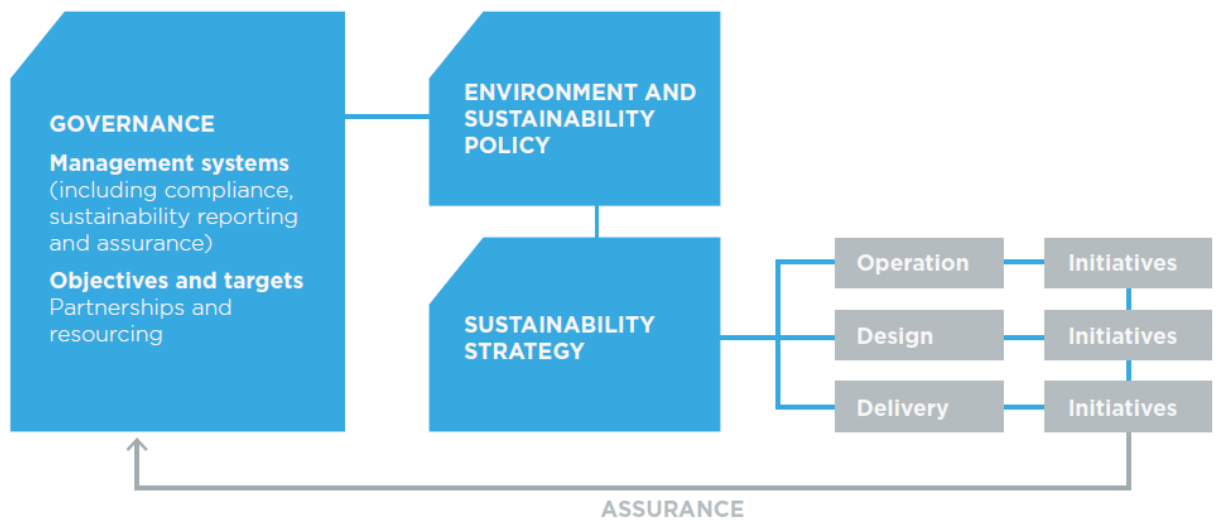 GOVERNANCE
Management systems
(including compliance,
sustainability reporting
and assurance)
Objectives and targets
Partnerships and
resourcing
ENVIRONMENT AND
SUSTAINABILITY
POLICY
SUSTAINABILITY
STRATEGY
Operation
Initiatives
Design
Initiatives
Delivery
Initiatives
ASSURANCE